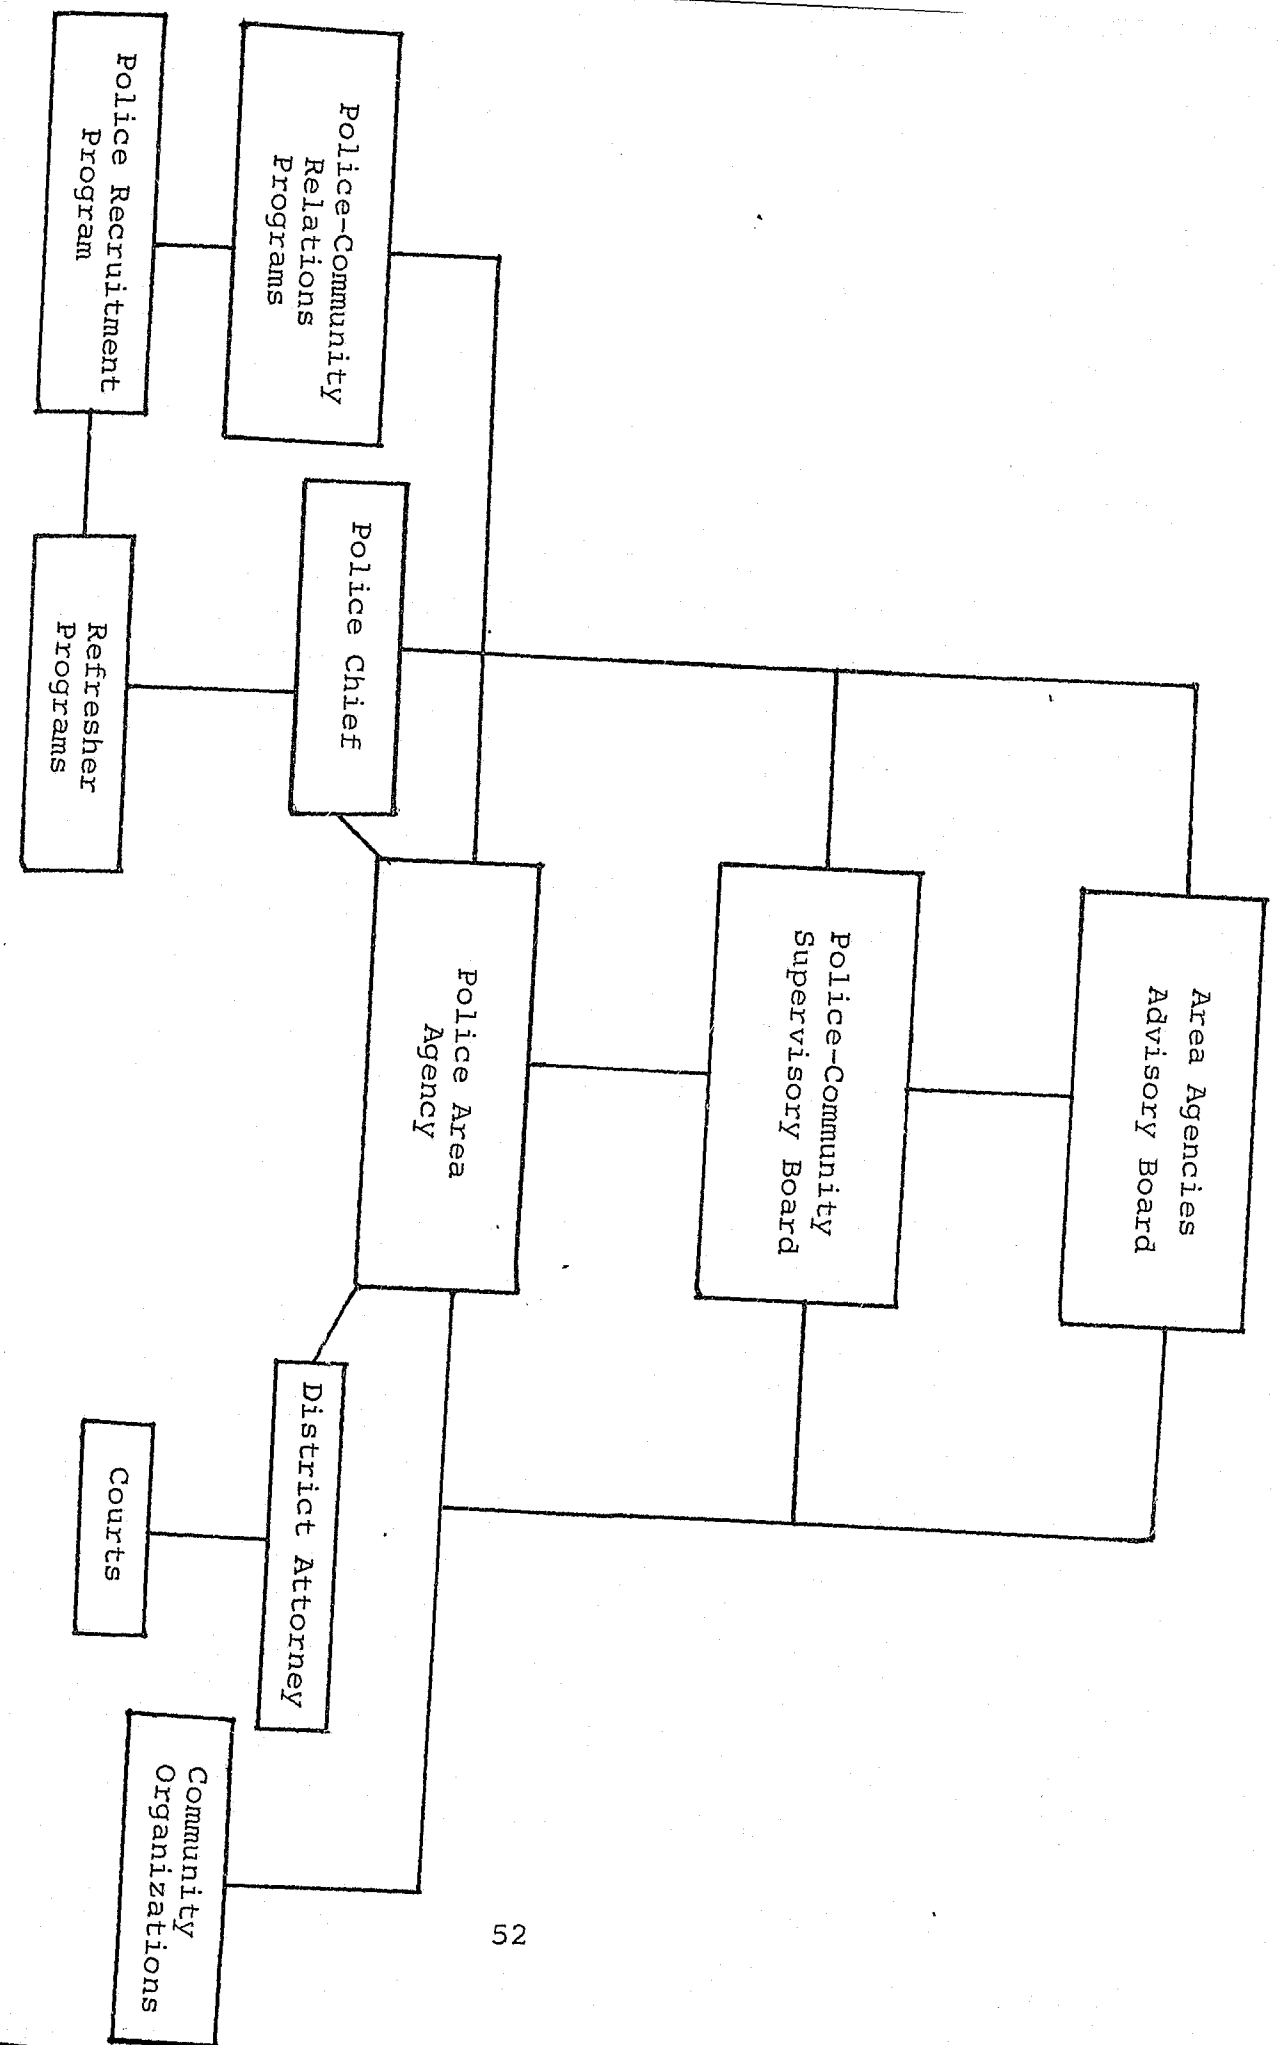 Area Agencies
Advisory Board
Police-Community
Supervisory Board
Police Area
Agency
Police-Community
Relations
Programs
Police Chief
District Attorney
Police Recruitment
Program
Refresher
Programs
Courts
Community
Organizations
52